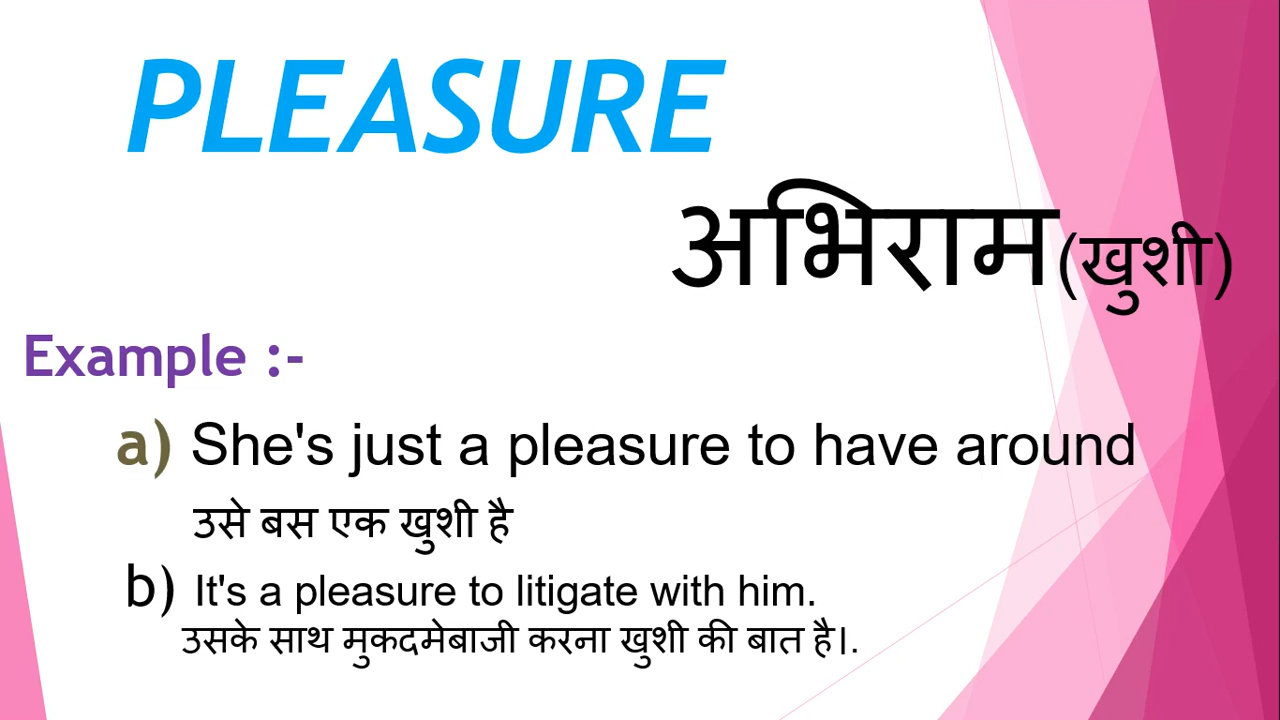 PLEASURE
अभिराम(खुशी)
Example :-
a) She's just a pleasure to have around
उसे बस एक खुशी है
b) It's a pleasure to litigate with him.
उसके साथ मुकदमेबाजी करना खुशी की बात है।.